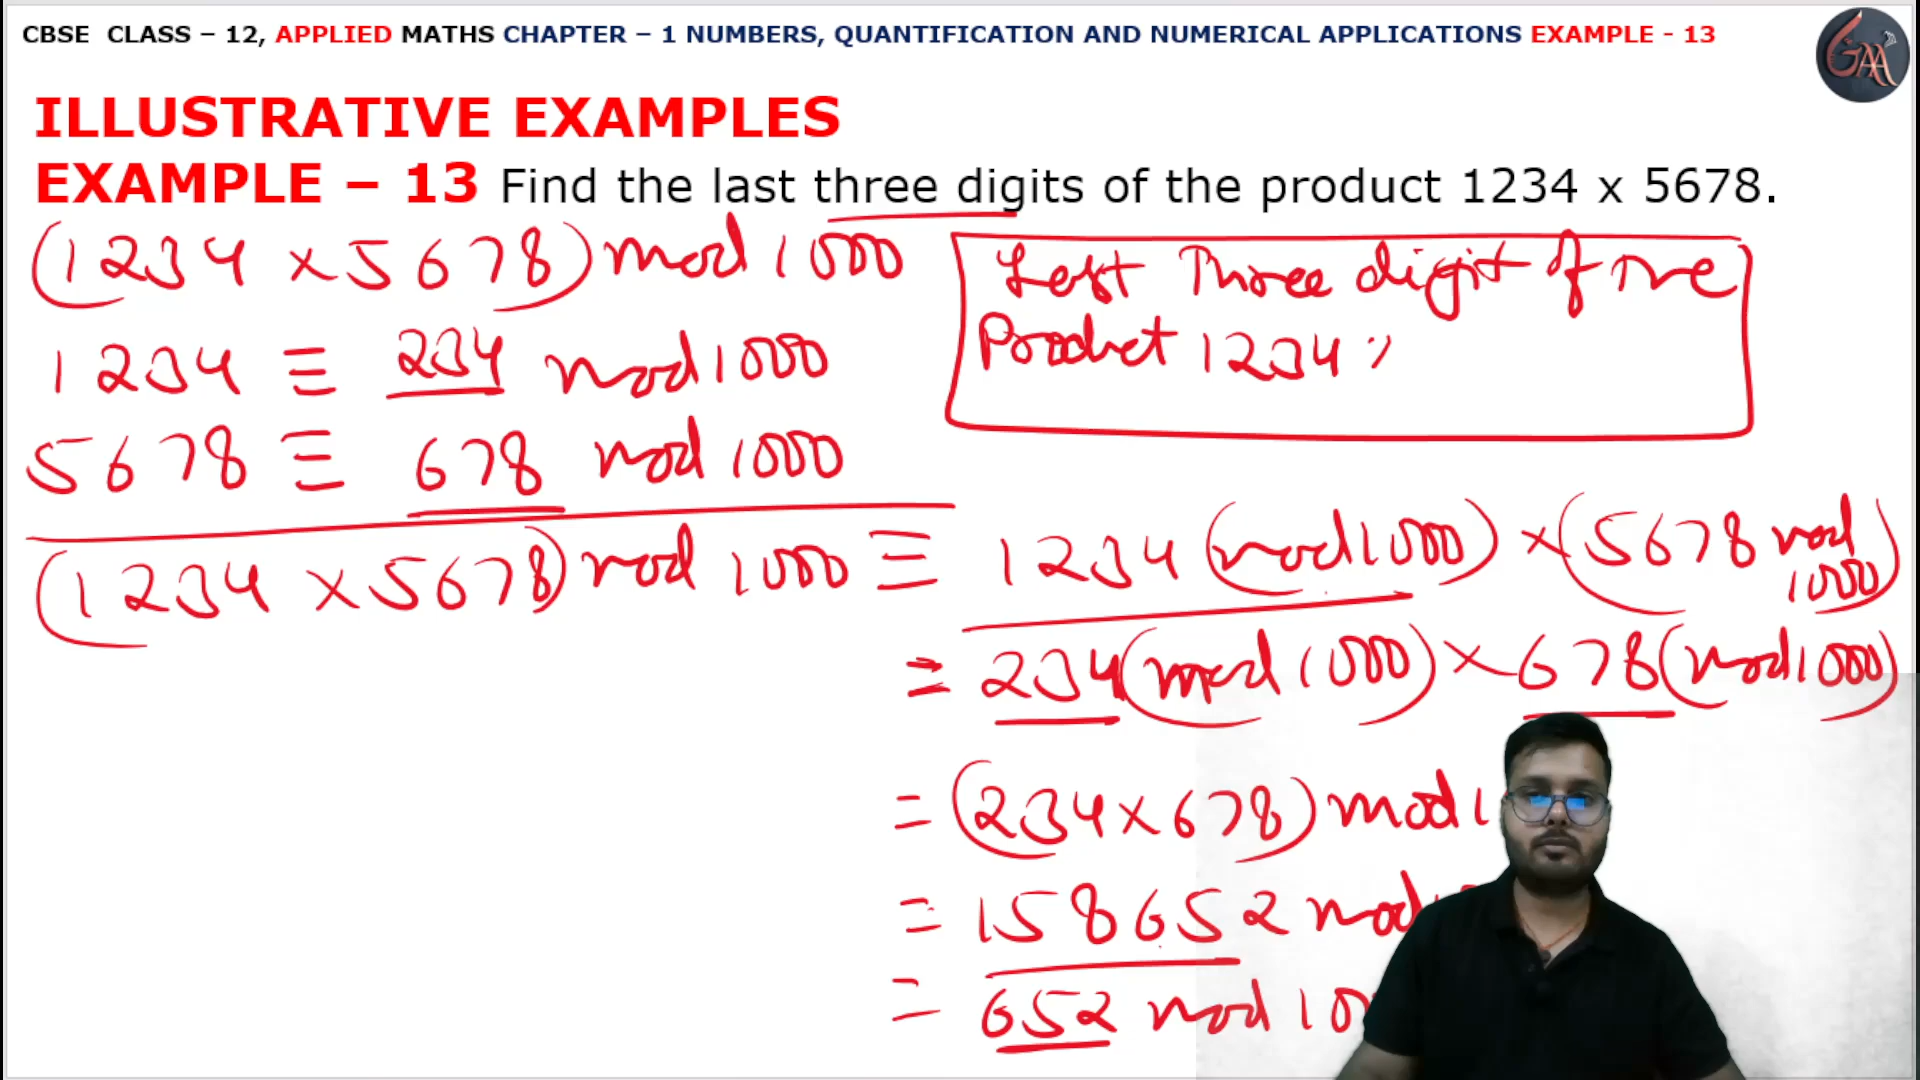 CBSE CLASS – 12, APPLIED MATHS CHAPTER – 1 NUMBERS, QUANTIFICATION AND NUMERICAL APPLICATIONS EXAMPLE - 13
GAA
ILLUSTRATIVE EXAMPLES
EXAMPLE – 13 Find the last three digits of the product 1234 x 5678.
(1234 × 5678) mod 1000
Last Three digit of the
Product 1234 ×
1234 ≡ 234 mod 1000
5678 ≡ 678 mod 1000
(1234 × 5678) mod 1000 ≡ 1234 (mod 1000) × (5678 mod 1000)
= 234 (mod 1000) × 678 (mod 1000)
= (234 × 678) mod 1
= 158652 mod
= 652 mod 100